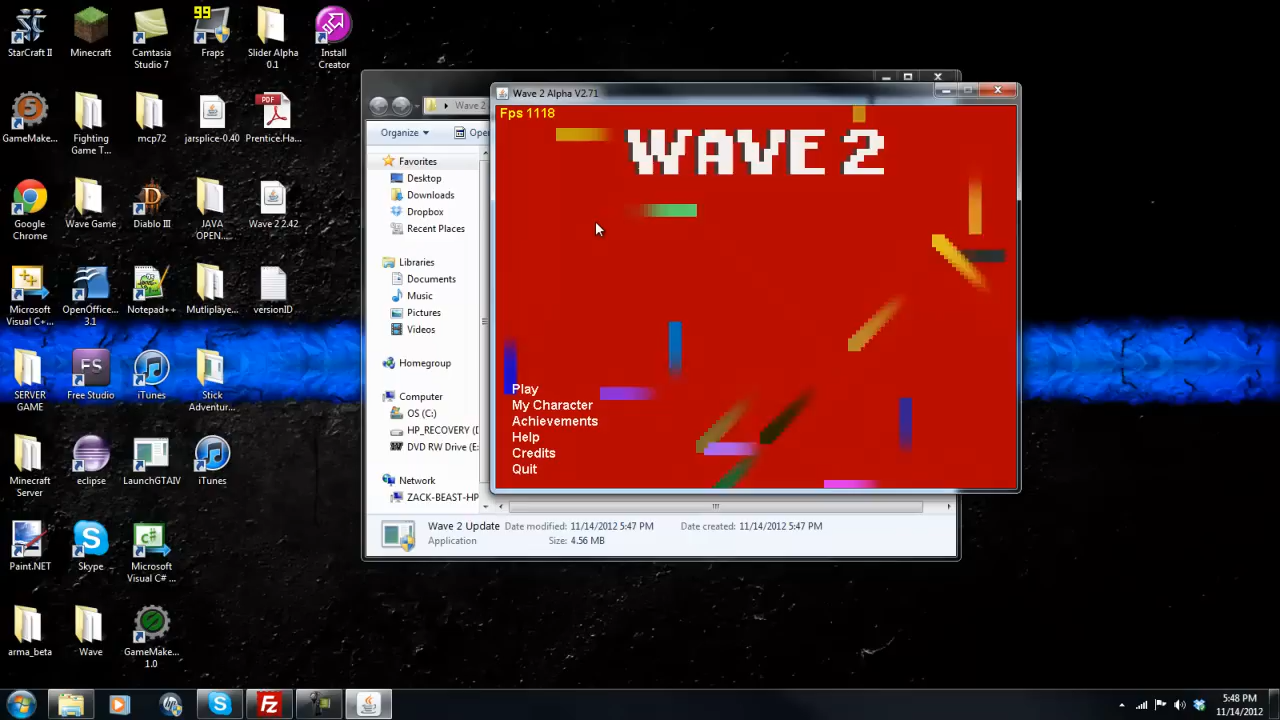 StarCraft II
Minecraft
Camtasia
Studio 7
99
Fraps
Slider Alpha
0.1
Install
Creator
GameMake...
Fighting
Game T...
mcp72
jarsplice-0.40
PDF
Prentice.Ha...
Google
Chrome
Wave Game
Diablo III
JAVA
OPEN...
Wave 2 2.42
Microsoft
Visual C+...
OpenOffice...
3.1
Notepad++
Mutliplaye...
versionID
SERVER
GAME
FS
Free Studio
iTunes
Stick
Adventur...
Minecraft
Server
eclipse
LaunchGTAIV
iTunes
Paint.NET
Skype
Microsoft
Visual C# ...
arma_beta
Wave
GameMake...
1.0
Wave 2
Organize
Open
Favorites
Desktop
Downloads
Dropbox
Recent Places
Libraries
Documents
Music
Pictures
Videos
Homegroup
Computer
OS (C:)
HP_RECOVERY (
DVD RW Drive (E:
Network
ZACK-BEAST-HP
Wave 2 Update Date modified: 11/14/2012 5:47 PM Date created: 11/14/2012 5:47 PM
Application Size: 4.56 MB
Wave 2 Alpha V2.71
Fps 1118
WAVE 2
Play
My Character
Achievements
Help
Credits
Quit
5:48 PM
11/14/2012